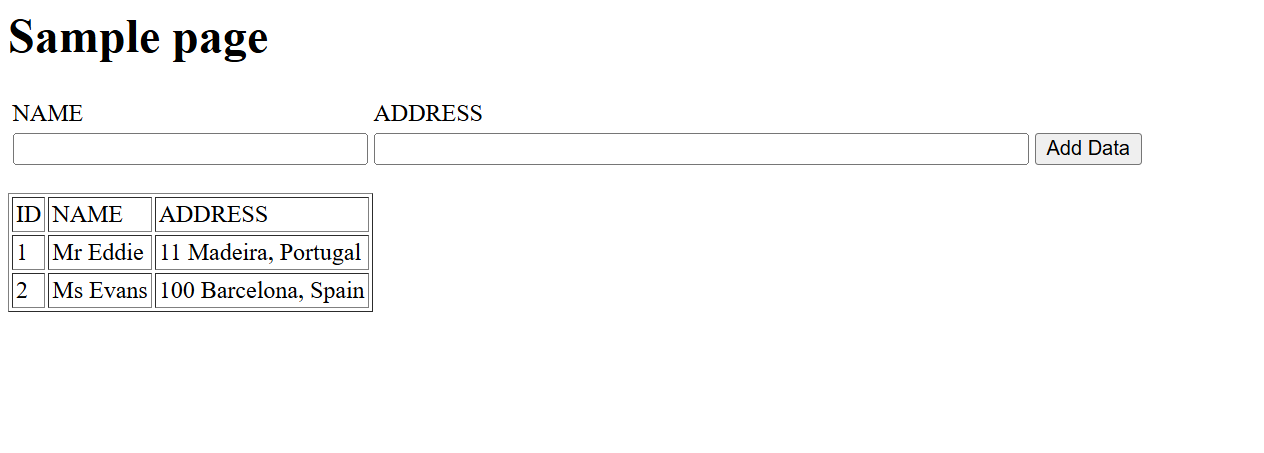 Sample page
NAME ADDRESS
Add Data
ID NAME ADDRESS
1 Mr Eddie 11 Madeira, Portugal
2 Ms Evans 100 Barcelona, Spain